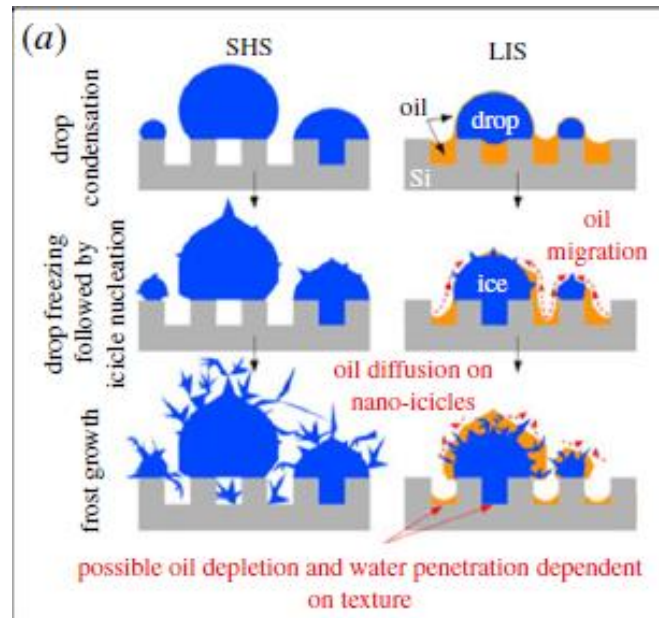 (a)
SHS
LIS
drop
condensation
oil
drop
Si
drop freezing
followed by
icicle nucleation
oil
migration
ice
frost growth
oil diffusion on
nano-icicles
possible oil depletion and water penetration dependent
on texture